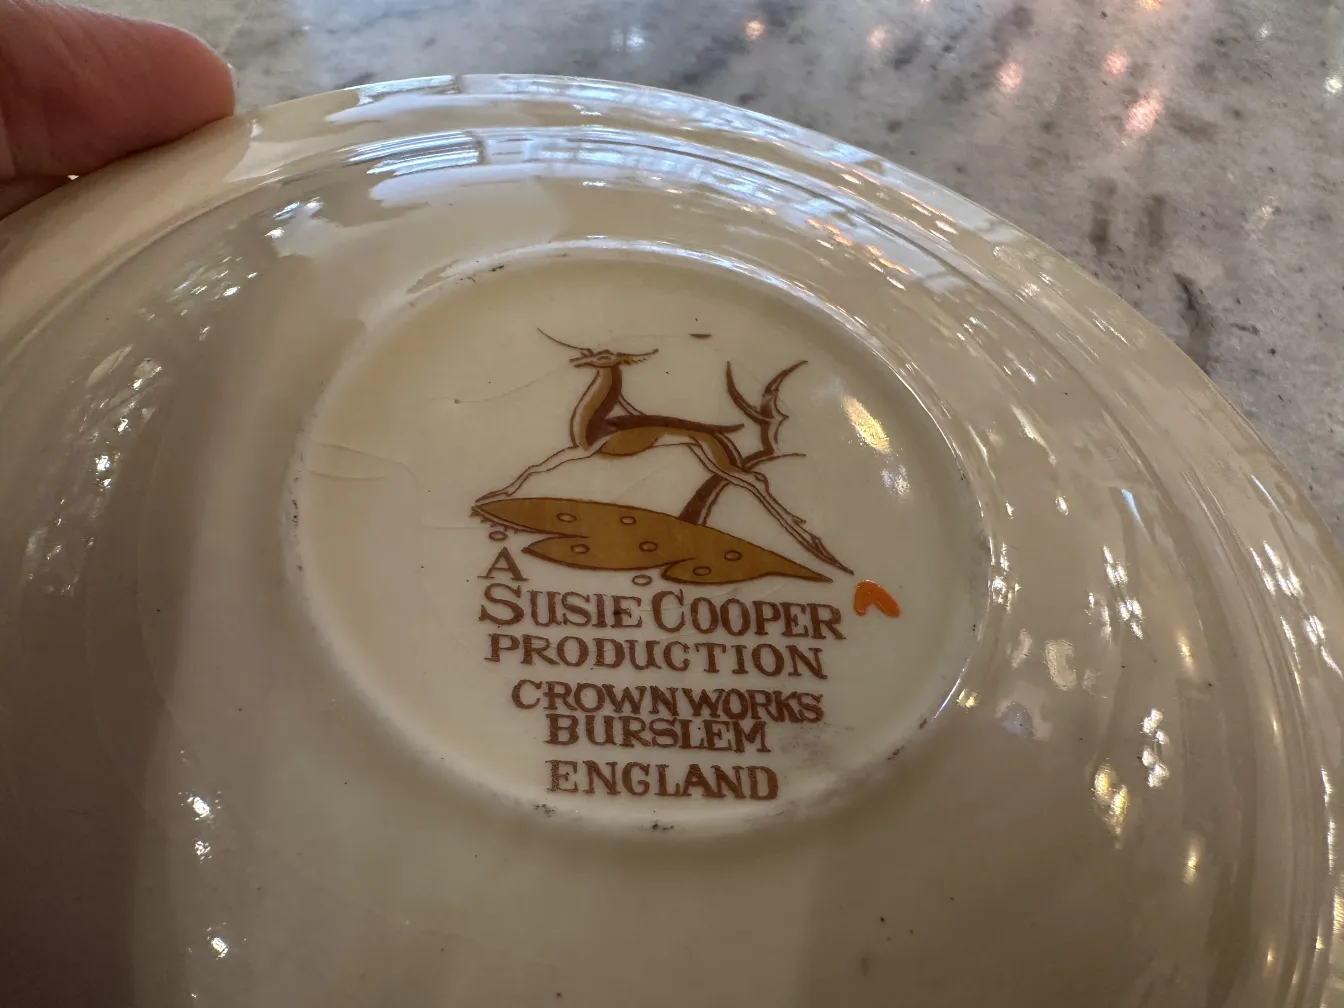 A
SUSIE COOPER
PRODUCTION
CROWNWORKS
BURSLEM
ENGLAND